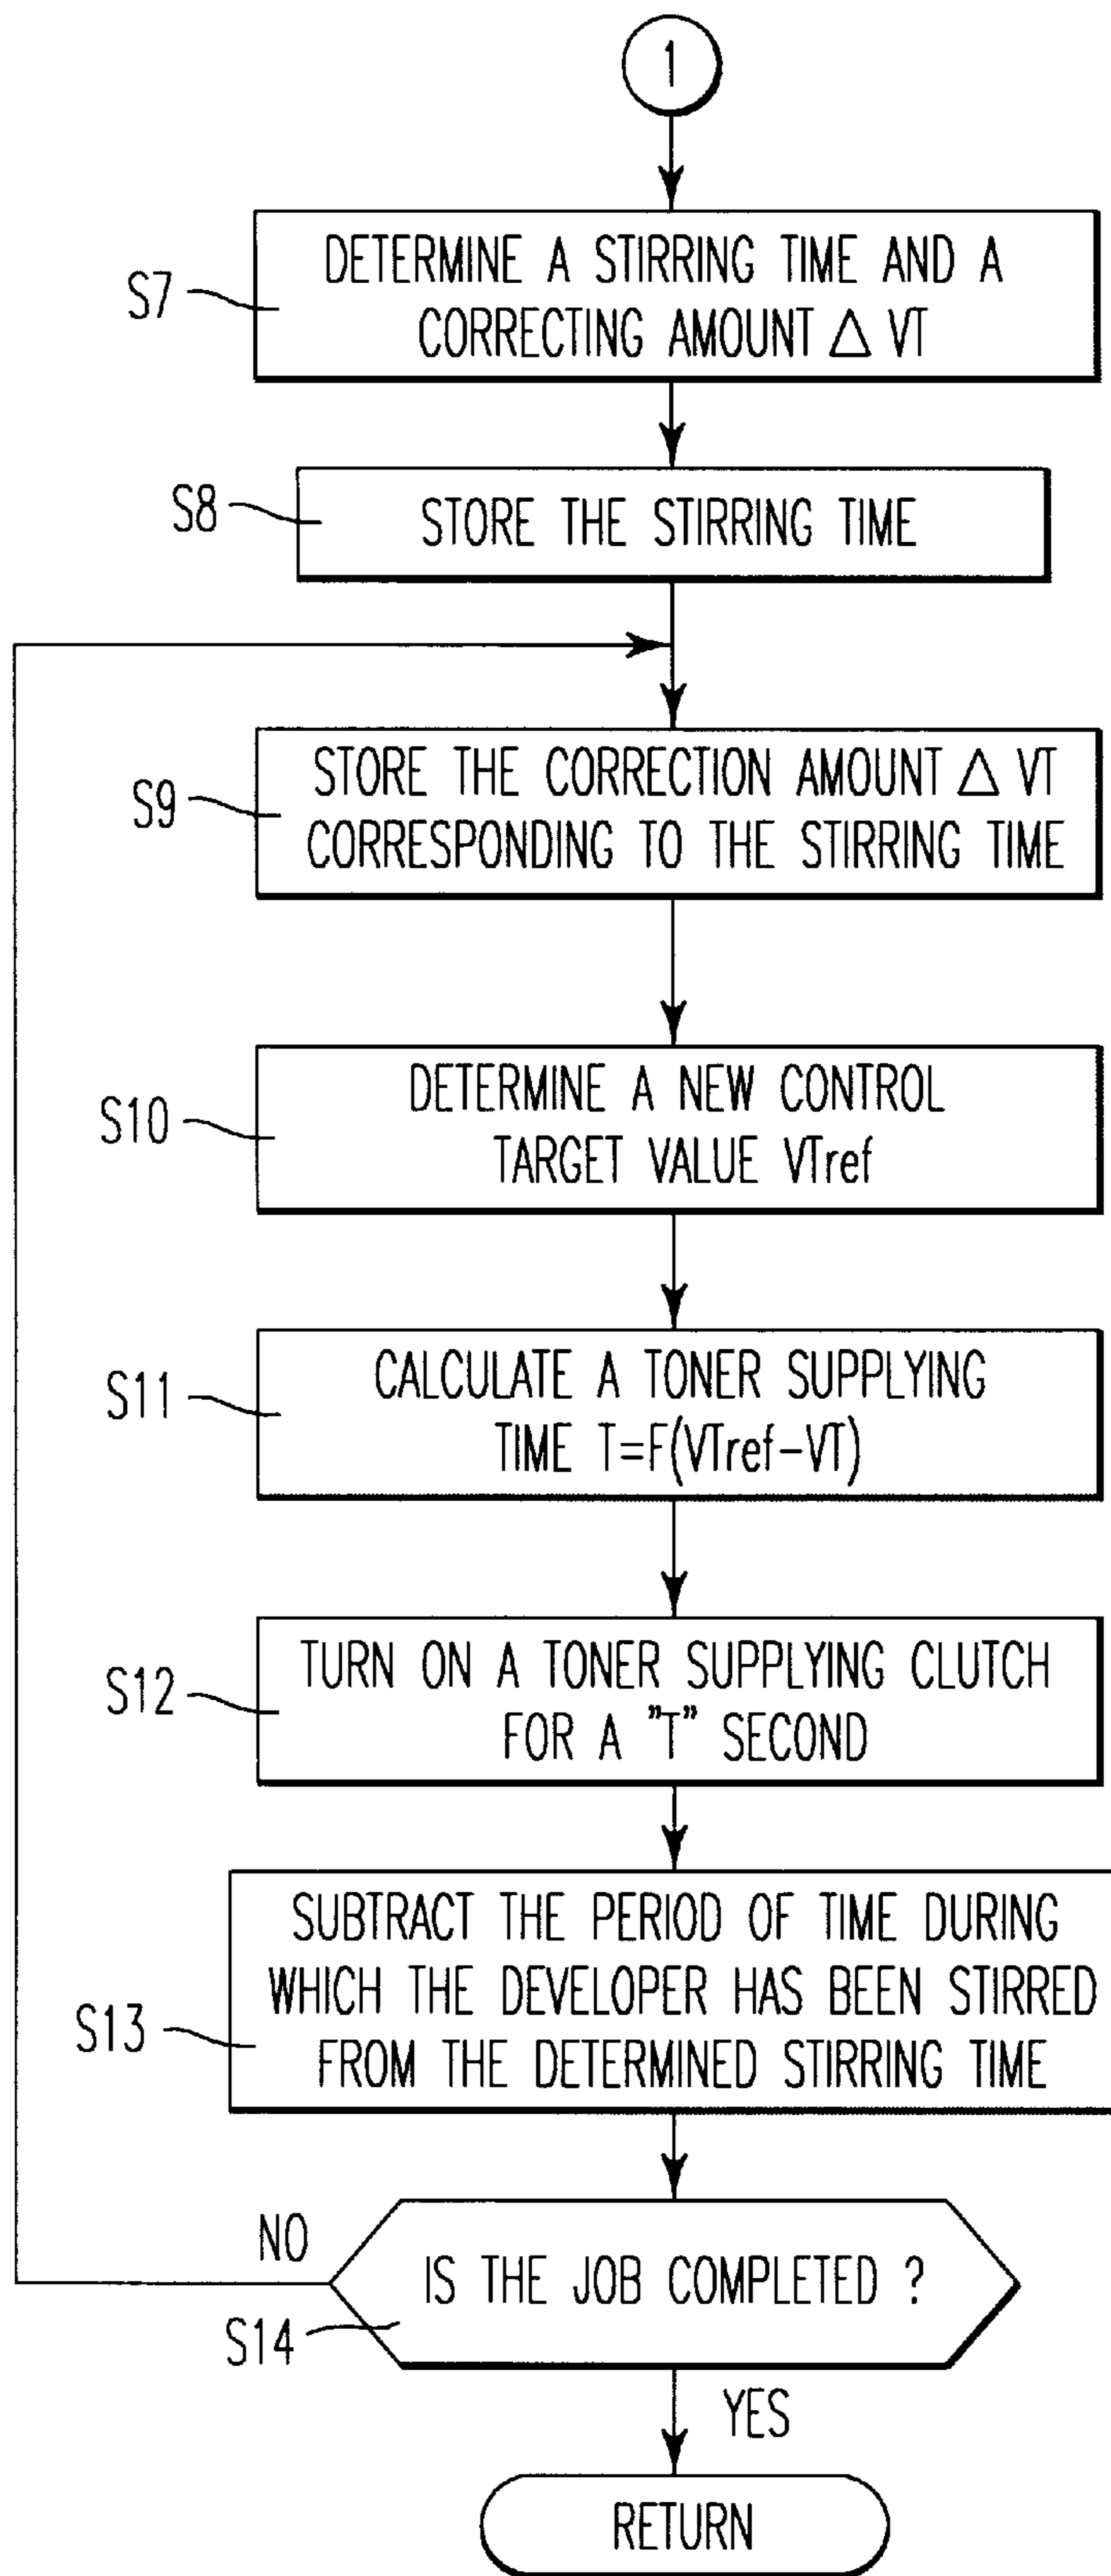 1
S7
DETERMINE A STIRRING TIME AND A
CORRECTING AMOUNT △ VT
S8
STORE THE STIRRING TIME
S9
STORE THE CORRECTION AMOUNT △ VT
CORRESPONDING TO THE STIRRING TIME
S10
DETERMINE A NEW CONTROL
TARGET VALUE VTref
S11
CALCULATE A TONER SUPPLYING
TIME T=F(VTref-VT)
S12
TURN ON A TONER SUPPLYING CLUTCH
FOR A "T" SECOND
S13
SUBTRACT THE PERIOD OF TIME DURING
WHICH THE DEVELOPER HAS BEEN STIRRED
FROM THE DETERMINED STIRRING TIME
NO
IS THE JOB COMPLETED ?
S14
YES
RETURN